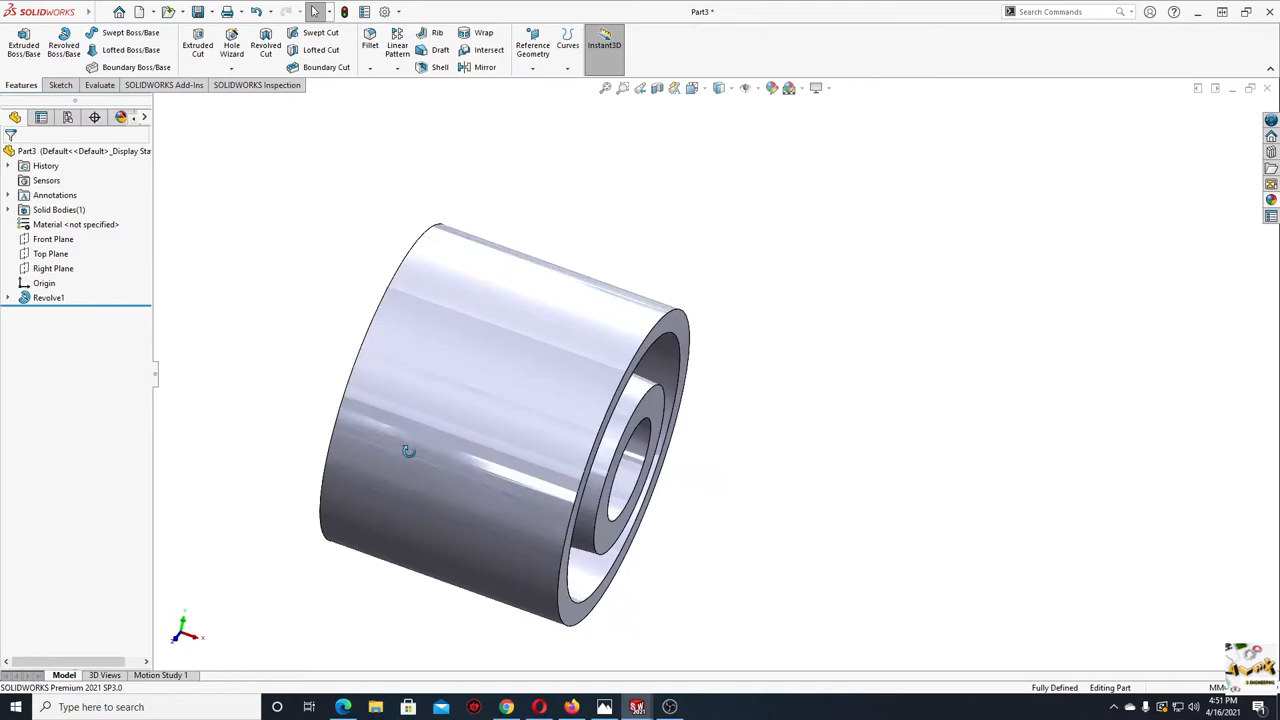 SOLIDWORKS
Part3 *
Search Commands
Extruded Boss/Base
Revolved Boss/Base
Swept Boss/Base
Lofted Boss/Base
Boundary Boss/Base
Extruded Cut
Hole Wizard
Revolved Cut
Swept Cut
Lofted Cut
Boundary Cut
Fillet
Linear Pattern
Rib
Draft
Shell
Wrap
Intersect
Mirror
Reference Geometry
Curves
Instant3D
Features
Sketch
Evaluate
SOLIDWORKS Add-Ins
SOLIDWORKS Inspection
Part3 (Default<<Default>_Display Sta
History
Sensors
Annotations
Solid Bodies(1)
Material <not specified>
Front Plane
Top Plane
Right Plane
Origin
Revolve1
Y
X
Z
Model
3D Views
Motion Study 1
SOLIDWORKS Premium 2021 SP3.0
Fully Defined
Editing Part
Type here to search
4:51 PM
4/16/2021